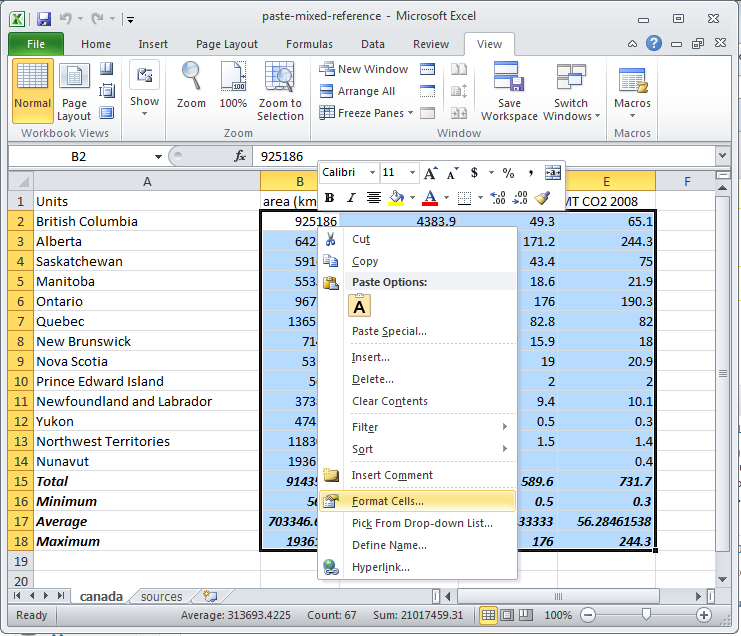 paste-mixed-reference - Microsoft Excel
File Home Insert Page Layout Formulas Data Review View
Normal Page Layout Show Zoom 100% Zoom to Selection New Window Arrange All Freeze Panes Save Workspace Switch Windows Macros
Workbook Views Zoom Window Macros
B2 fx 925186
Calibri 11 A A $ % ,
B I A .00 .0
A B E F
1 Units area (km MT CO2 2008
2 British Columbia 925186 4383.9 49.3 65.1
3 Alberta 642 171.2 244.3
4 Saskatchewan 591 43.4 75
5 Manitoba 553 18.6 21.9
6 Ontario 967 176 190.3
7 Quebec 1365 82.8 82
8 New Brunswick 71 15.9 18
9 Nova Scotia 53 19 20.9
10 Prince Edward Island 5 2 2
11 Newfoundland and Labrador 373 9.4 10.1
12 Yukon 474 0.5 0.3
13 Northwest Territories 1183 1.5 1.4
14 Nunavut 1936 0.4
15 Total 9143 589.6 731.7
16 Minimum 56 0.5 0.3
17 Average 703346. 33333 56.28461538
18 Maximum 1936 176 244.3
19
20
Cut
Copy
Paste Options:
A
Paste Special...
Insert...
Delete...
Clear Contents
Filter
Sort
Insert Comment
Format Cells...
Pick From Drop-down List...
Define Name...
Hyperlink...
canada sources
Ready Average: 313693.4225 Count: 67 Sum: 21017459.31 100%